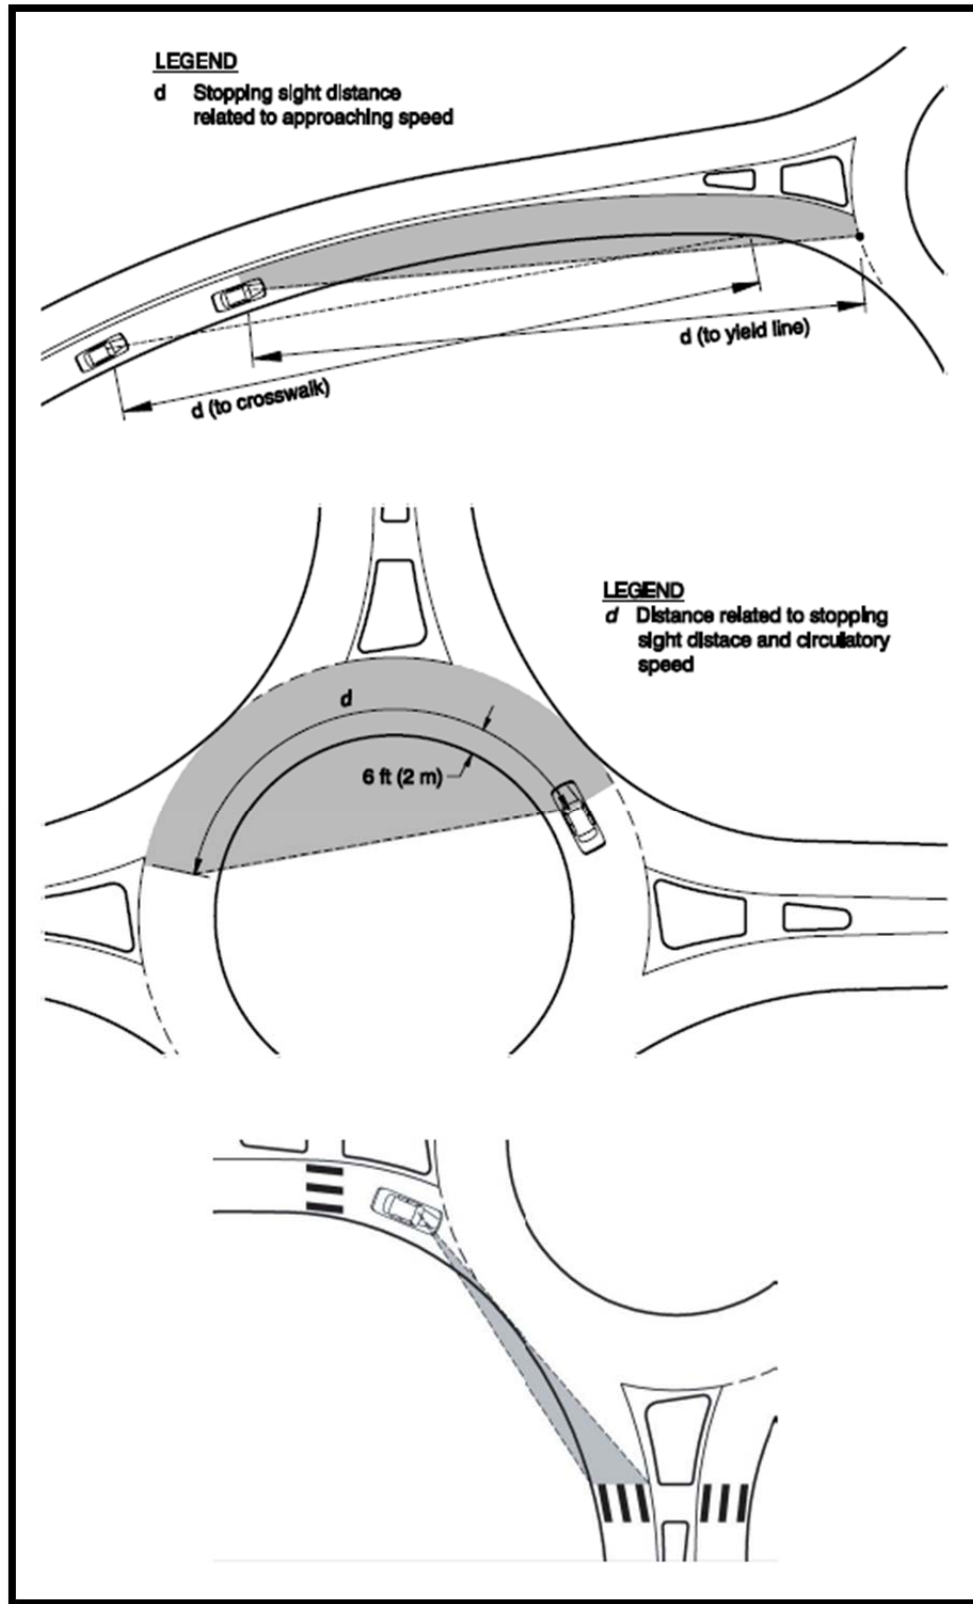 LEGEND
d Stopping sight distance
related to approaching speed
d (to yield line)
d (to crosswalk)
LEGEND
d Distance related to stopping
sight distace and circulatory
speed
d
6 ft (2 m)